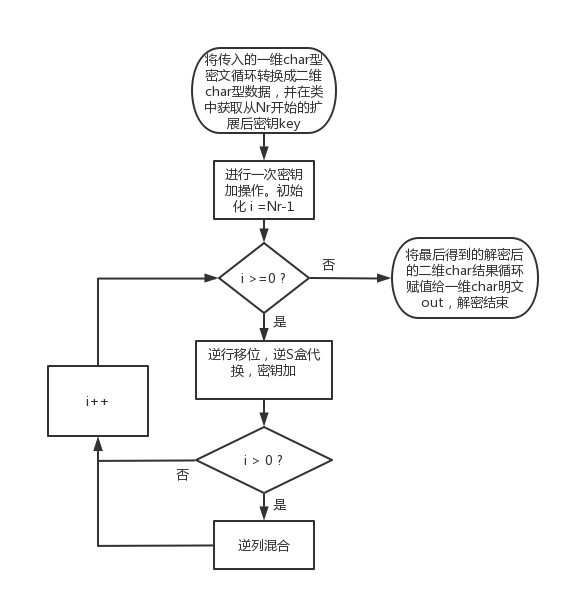 将传入的一维char型
密文循环转换成二维
char型数据，并在类
中获取从Nr开始的扩
展后密钥key
进行一次密钥
加操作。初始
化 i =Nr-1
i >=0 ?
否
将最后得到的解密后
的二维char结果循环
赋值给一维char明文
out，解密结束
是
逆行移位，逆S盒代
换，密钥加
i++
i > 0 ?
否
是
逆列混合